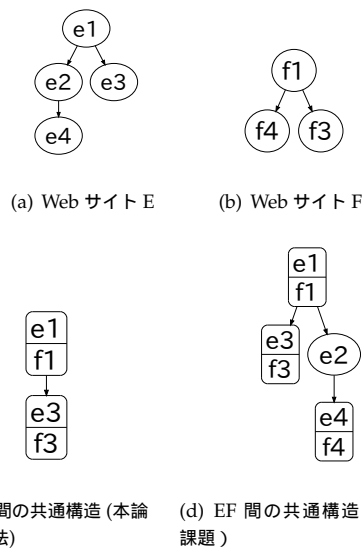 e1
e2
e3
e4
(a) Web サイト E
f1
f4
f3
(b) Web サイト F
e1
f1
e3
f3
間の共通構造 (本論
法)
e1
f1
e3
f3
e2
e4
f4
(d) EF 間の共通構造
課題)